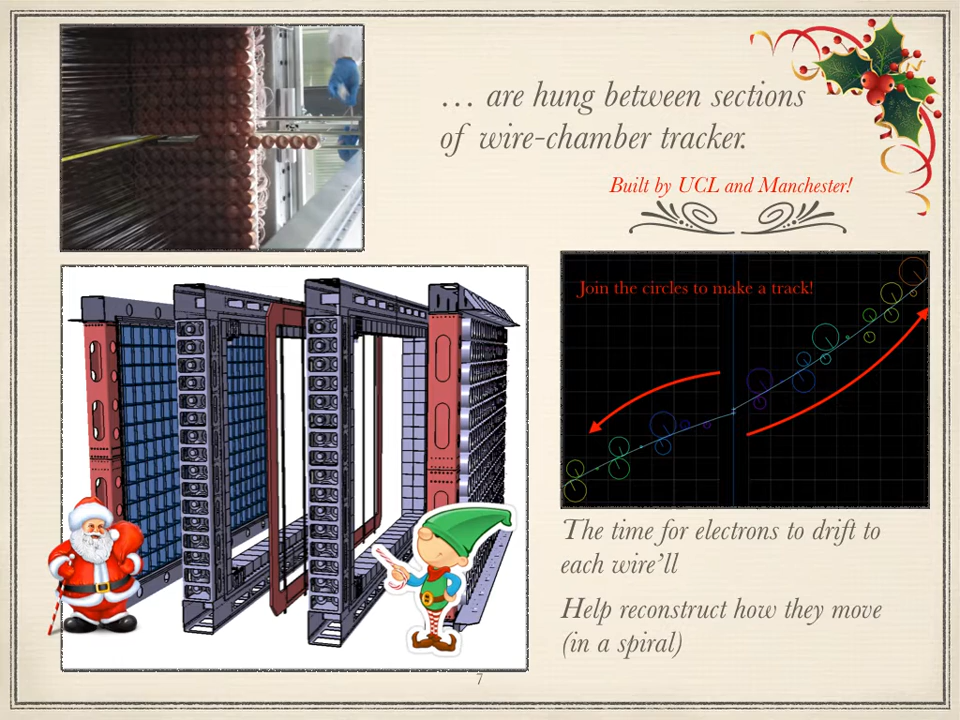 … are hung between sections
of wire-chamber tracker.
Built by UCL and Manchester!
Join the circles to make a track!
The time for electrons to drift to
each wire’ll
Help reconstruct how they move
(in a spiral)
7